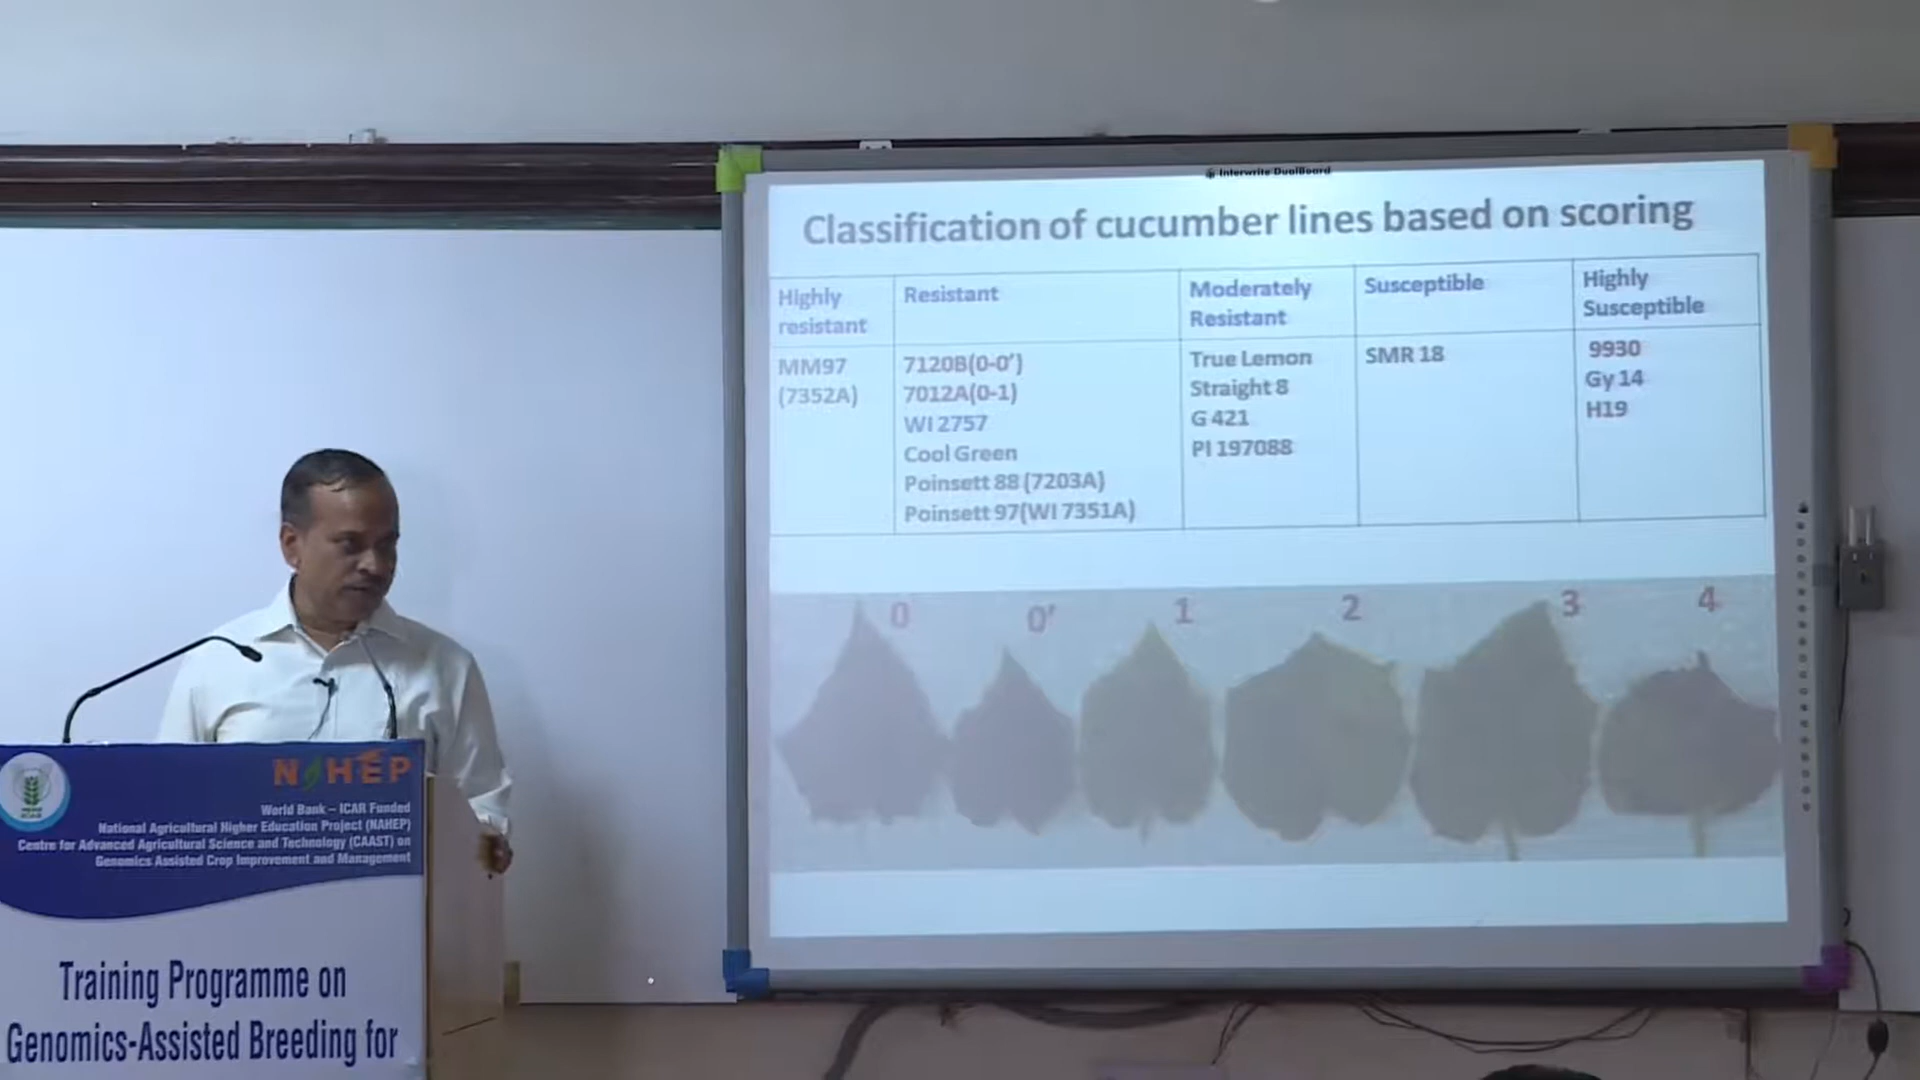 Interwrite DualBoard
Classification of cucumber lines based on scoring
Highly
resistant
Resistant
Moderately
Resistant
Susceptible
Highly
Susceptible
MM97
(7352A)
7120B(0-0’)
7012A(0-1)
WI 2757
Cool Green
Poinsett 88 (7203A)
Poinsett 97(WI 7351A)
True Lemon
Straight 8
G 421
PI 197088
SMR 18
9930
Gy 14
H19
0
0’
1
2
3
4
NAHEP
World Bank – ICAR Funded
National Agricultural Higher Education Project (NAHEP)
Centre for Advanced Agricultural Science and Technology (CAAST) on
Genomics Assisted Crop Improvement and Management
Training Programme on
Genomics-Assisted Breeding for